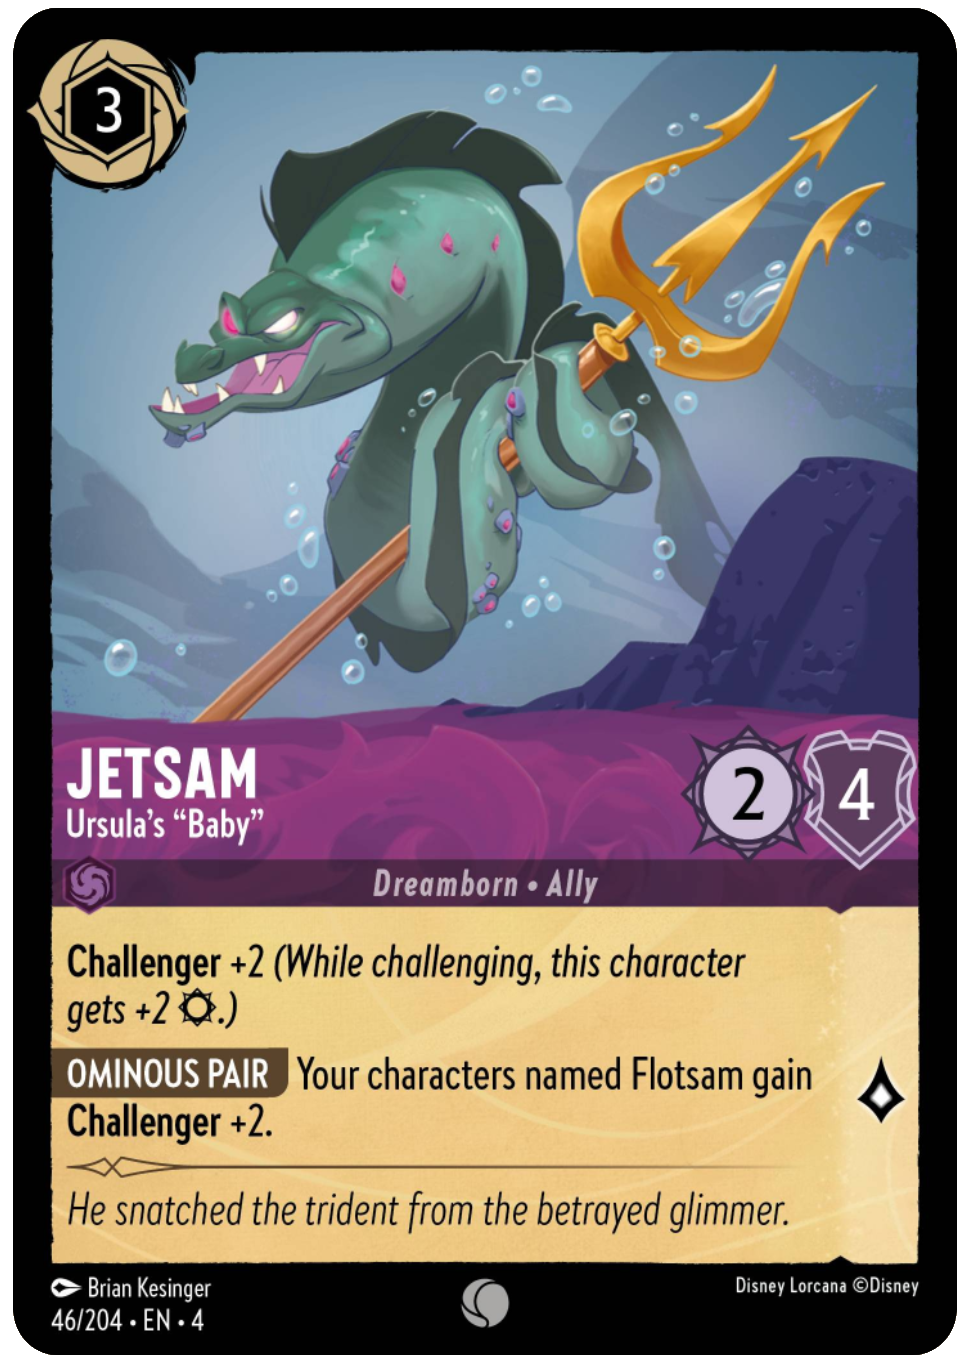 3
JETSAM
Ursula's “Baby”
2
4
Dreamborn • Ally
Challenger +2 (While challenging, this character
gets +2 .)
OMINOUS PAIR Your characters named Flotsam gain
Challenger +2.
He snatched the trident from the betrayed glimmer.
Brian Kesinger
46/204 • EN • 4
Disney Lorcana ©Disney